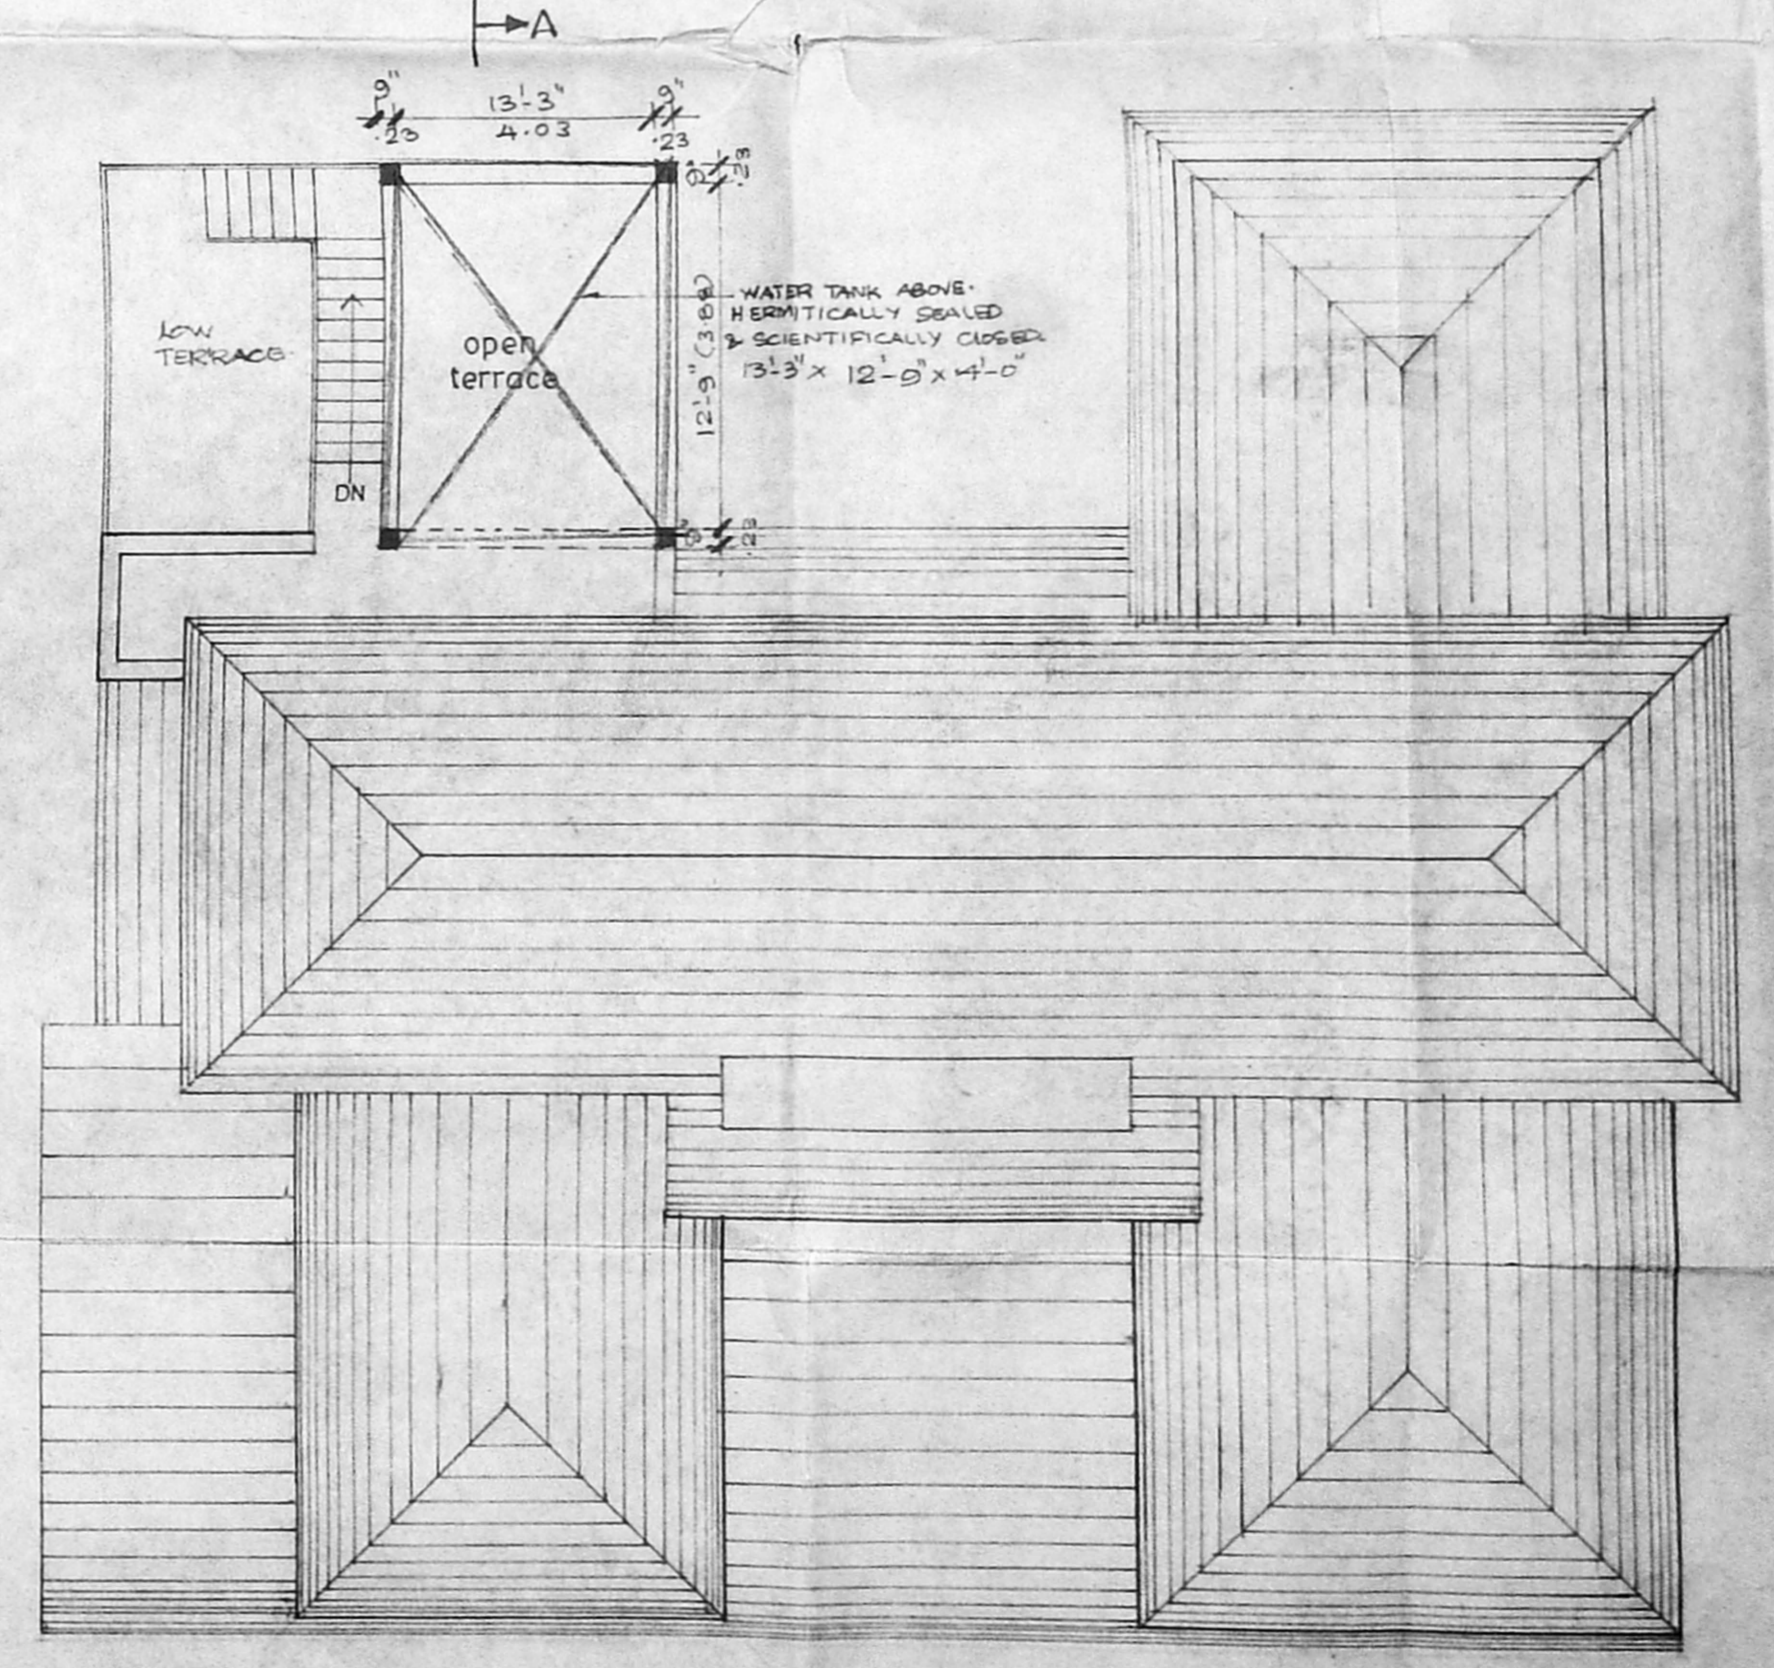 A
9" 13'-3" 9"
.23 4.03 .23
9" .23
WATER TANK ABOVE.
HERMITICALLY SEALED
& SCIENTIFICALLY CLOSED.
13'-3" x 12'-9" x 4'-0"
12'-9" (3.88)
LOW
TERRACE
open
terrace
DN
9" .23